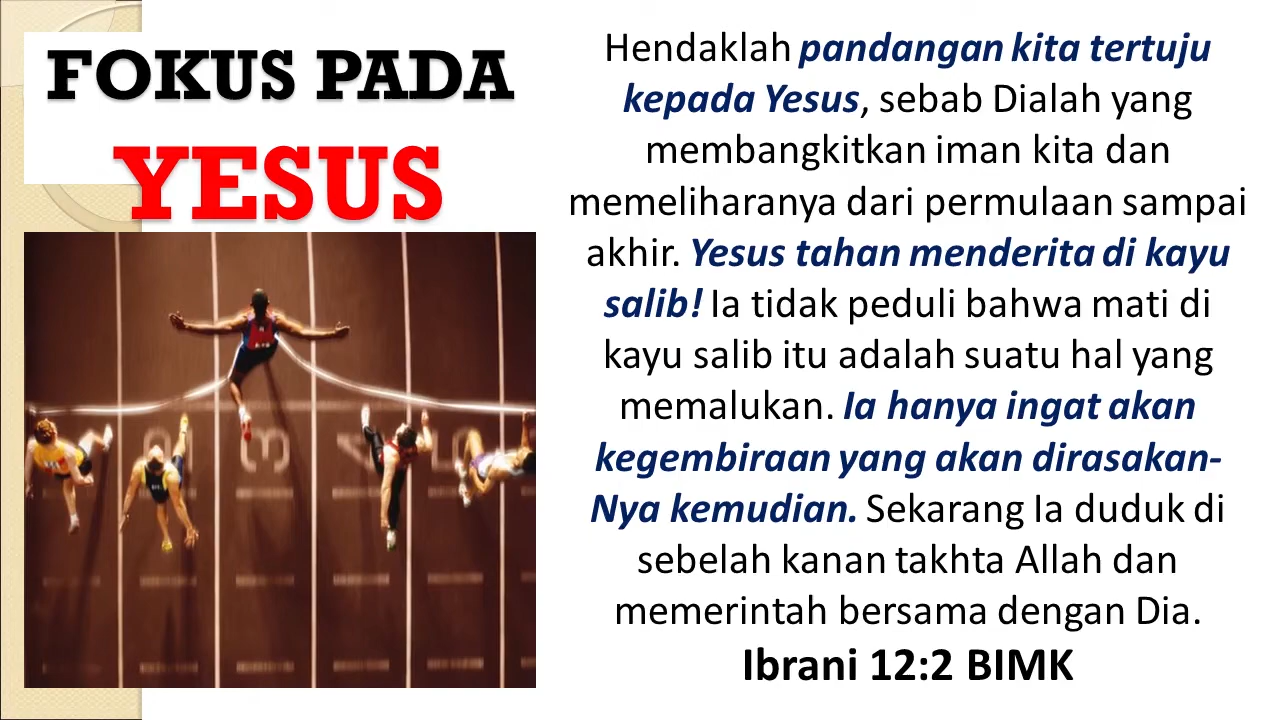 FOKUS PADA
YESUS
Hendaklah pandangan kita tertuju
kepada Yesus, sebab Dialah yang
membangkitkan iman kita dan
memeliharanya dari permulaan sampai
akhir. Yesus tahan menderita di kayu
salib! Ia tidak peduli bahwa mati di
kayu salib itu adalah suatu hal yang
memalukan. Ia hanya ingat akan
kegembiraan yang akan dirasakan-
Nya kemudian. Sekarang Ia duduk di
sebelah kanan takhta Allah dan
memerintah bersama dengan Dia.
Ibrani 12:2 BIMK
3
4
5